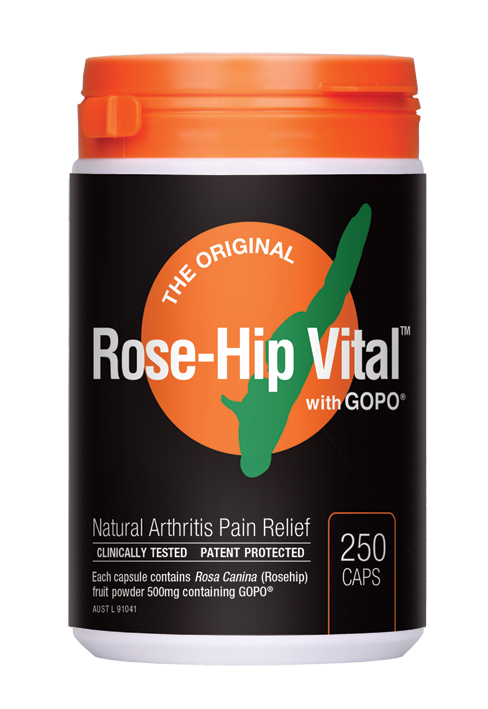 THE ORIGINAL
Rose-Hip Vital™
with GOPO®
Natural Arthritis Pain Relief
CLINICALLY TESTED PATENT PROTECTED
Each capsule contains Rosa Canina (Rosehip)
fruit powder 500mg containing GOPO®
AUST L 91041
250
CAPS